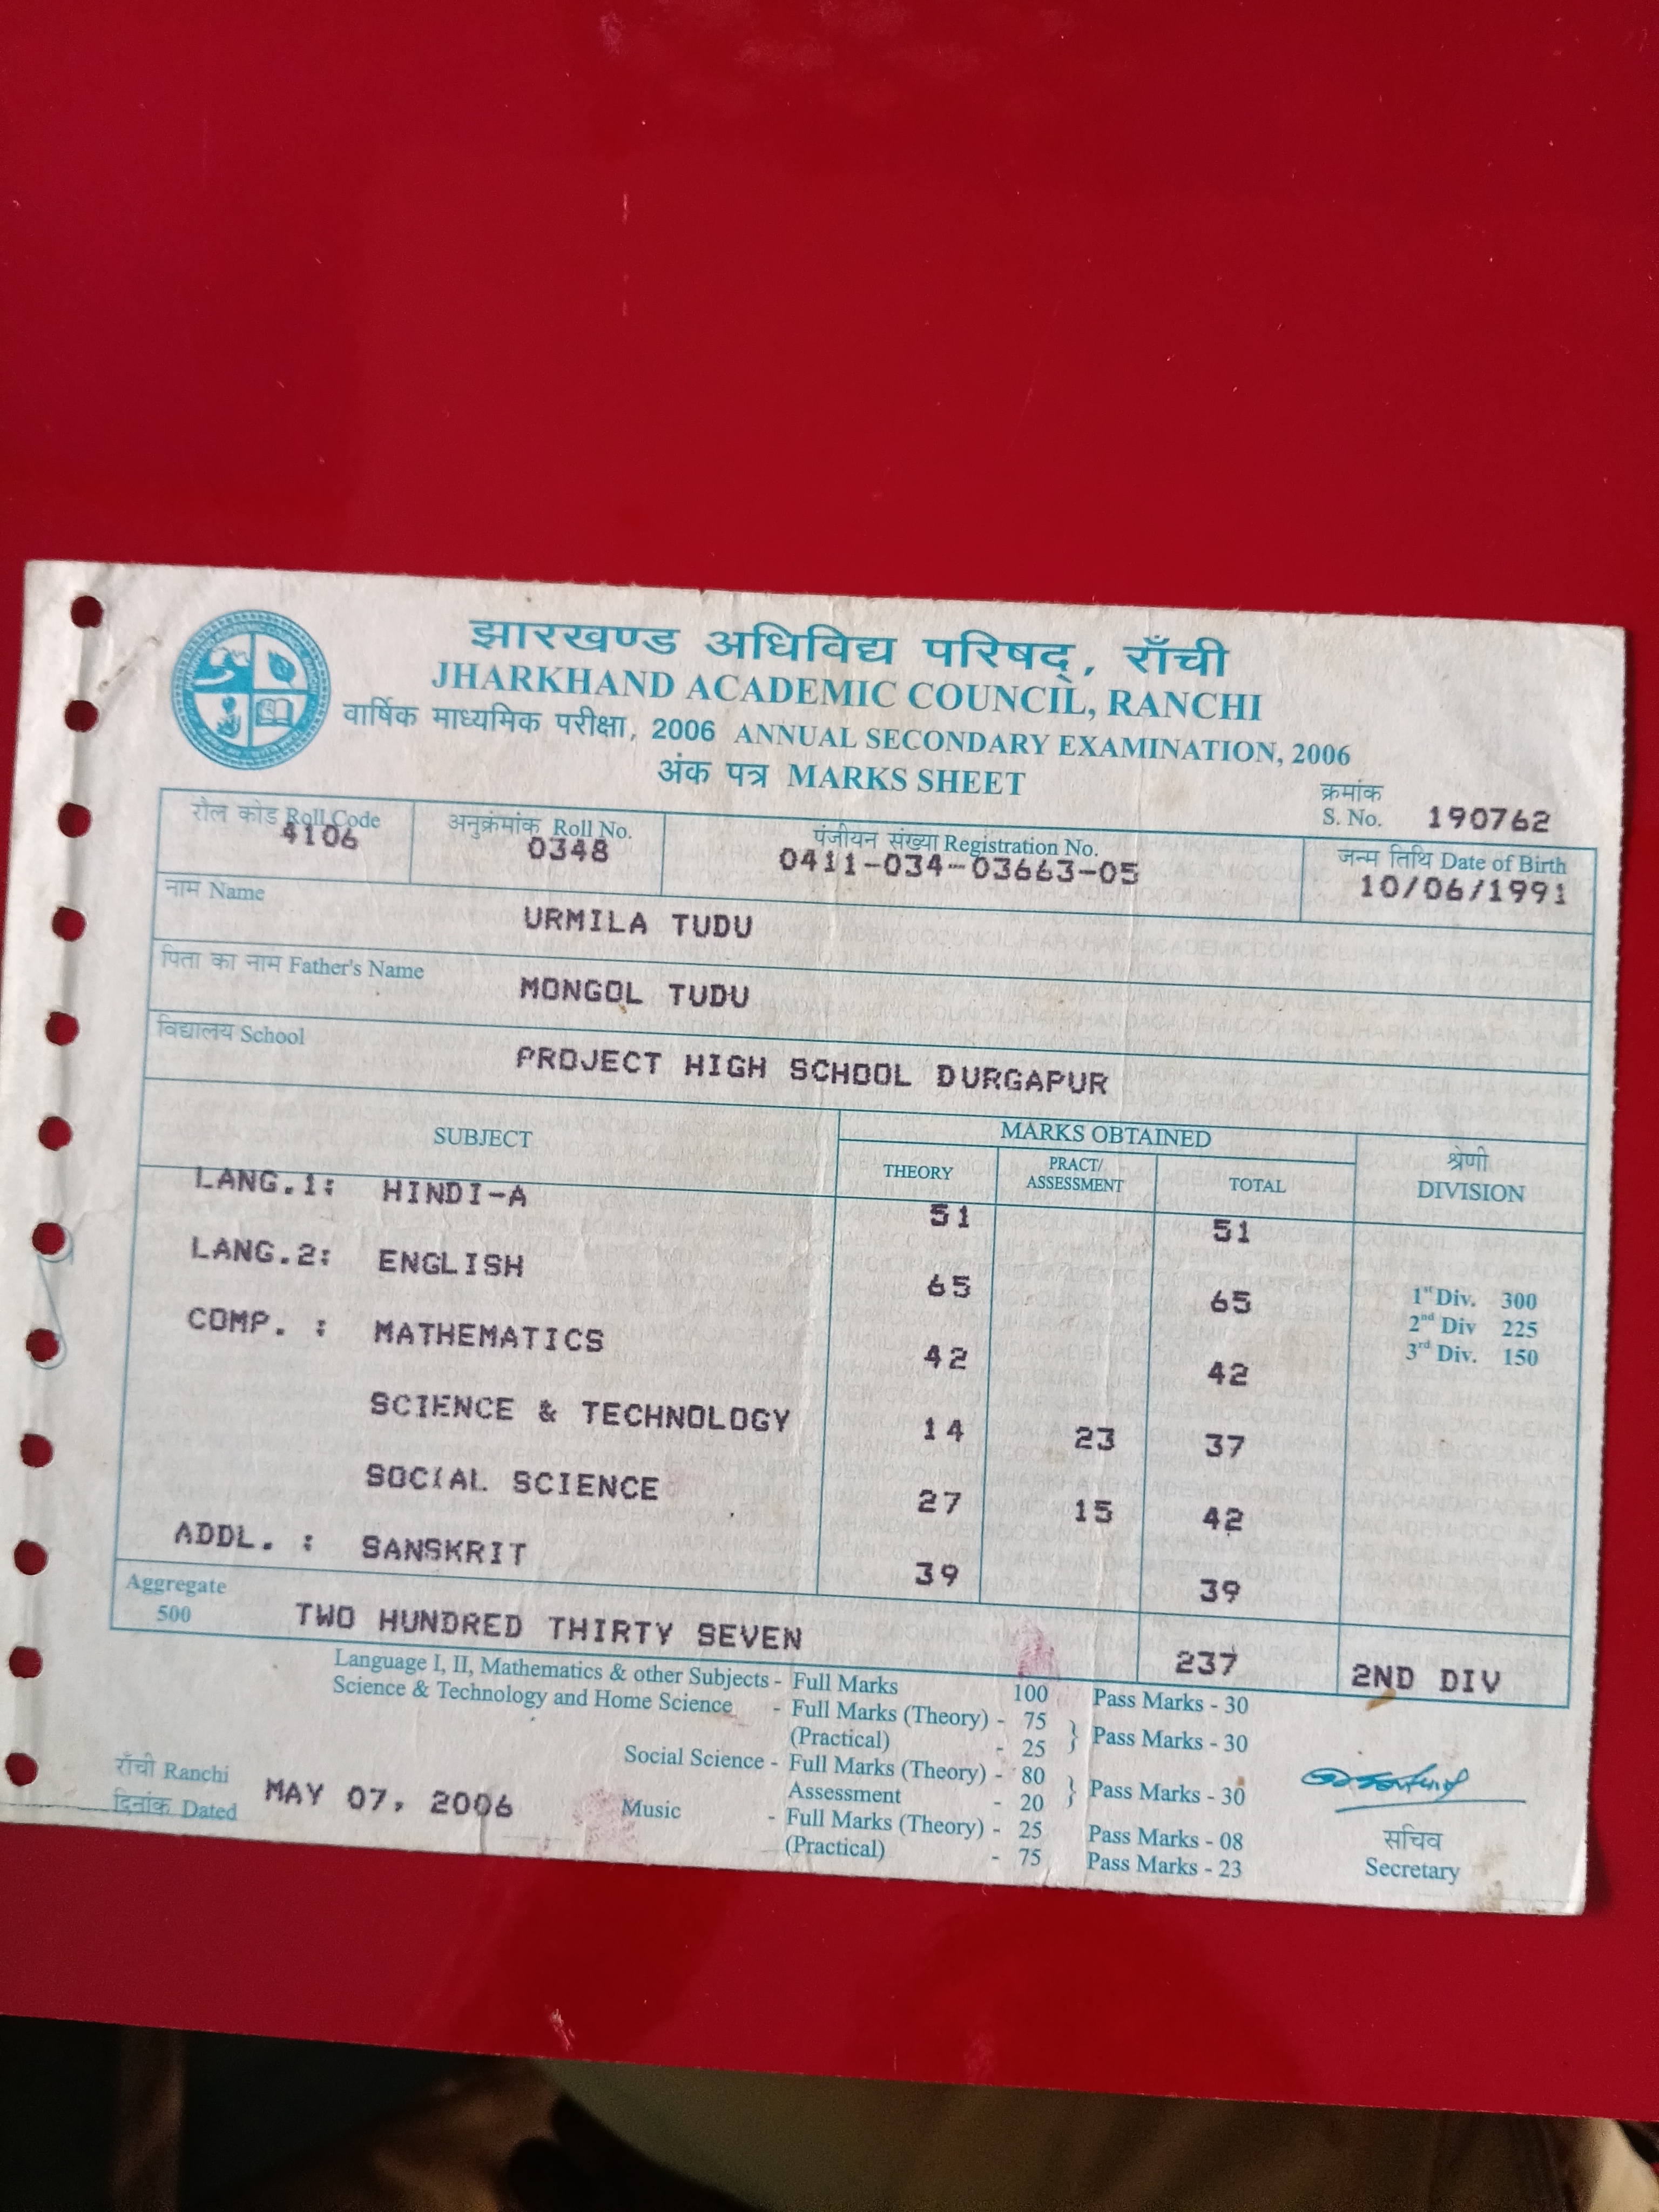 झारखण्ड अधिविद्य परिषद्, राँची
JHARKHAND ACADEMIC COUNCIL, RANCHI
वार्षिक माध्यमिक परीक्षा, 2006 ANNUAL SECONDARY EXAMINATION, 2006
अंक पत्र MARKS SHEET
क्रमांक
S. No. 190762
रोल कोड Roll Code अनुक्रमांक Roll No. पंजीयन संख्या Registration No. जन्म तिथि Date of Birth
4106 0348 0411-034-03663-05 10/06/1991
नाम Name URMILA TUDU
पिता का नाम Father's Name MONGOL TUDU
विद्यालय School PROJECT HIGH SCHOOL DURGAPUR
SUBJECT MARKS OBTAINED श्रेणी
THEORY PRACT/ ASSESSMENT TOTAL DIVISION
LANG.1: HINDI-A 51 51
LANG.2: ENGLISH 65 65
COMP. : MATHEMATICS 42 42
SCIENCE & TECHNOLOGY 14 23 37
SOCIAL SCIENCE 27 15 42
ADDL. : SANSKRIT 39 39
1st Div. 300
2nd Div 225
3rd Div. 150
Aggregate
500 TWO HUNDRED THIRTY SEVEN 237 2ND DIV
Language I, II, Mathematics & other Subjects - Full Marks 100 Pass Marks - 30
Science & Technology and Home Science - Full Marks (Theory) - 75
(Practical) - 25 } Pass Marks - 30
Social Science - Full Marks (Theory) - 80
Assessment - 20 } Pass Marks - 30
Music - Full Marks (Theory) - 25 Pass Marks - 08
(Practical) - 75 Pass Marks - 23
राँची Ranchi
दिनांक Dated MAY 07, 2006
सचिव
Secretary